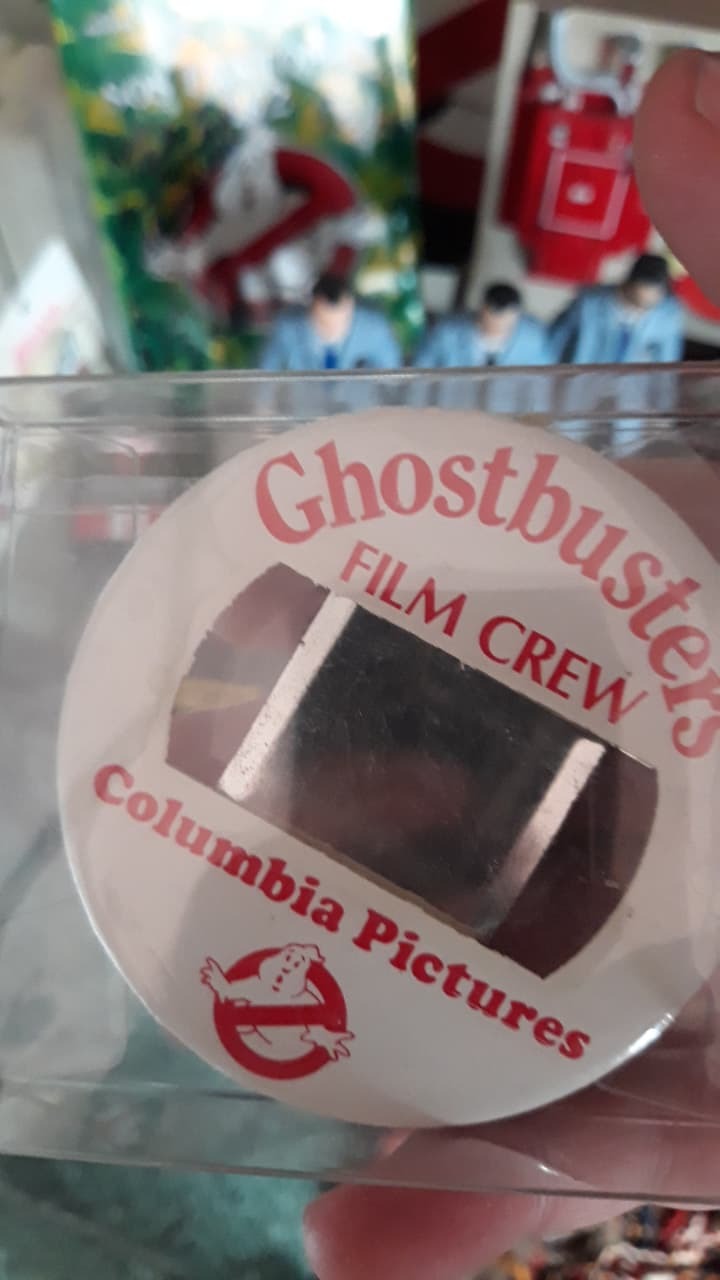 Ghostbusters
FILM CREW
Columbia Pictures